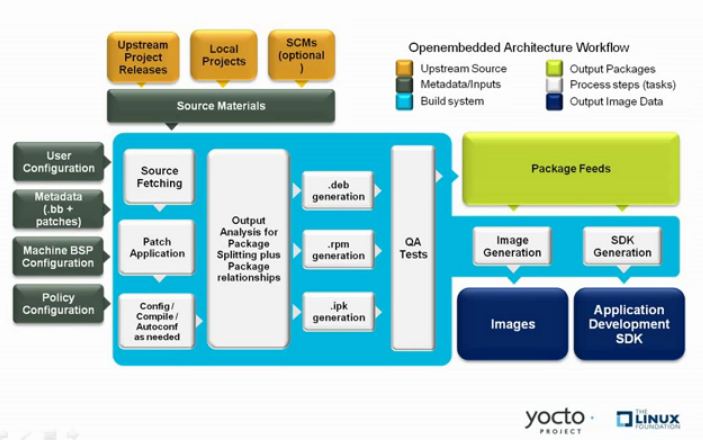 Upstream
Project
Releases
Local
Projects
SCMs
(optional
)
Source Materials
Openembedded Architecture Workflow
Upstream Source
Output Packages
Metadata/Inputs
Process steps (tasks)
Build system
Output Image Data
User
Configuration
Metadata
(.bb +
patches)
Machine BSP
Configuration
Policy
Configuration
Source
Fetching
Patch
Application
Config /
Compile /
Autoconf
as needed
Output
Analysis for
Package
Splitting plus
Package
relationships
.deb
generation
.rpm
generation
.ipk
generation
QA
Tests
Package Feeds
Image
Generation
SDK
Generation
Images
Application
Development
SDK
yocto
PROJECT
THE
LINUX
FOUNDATION